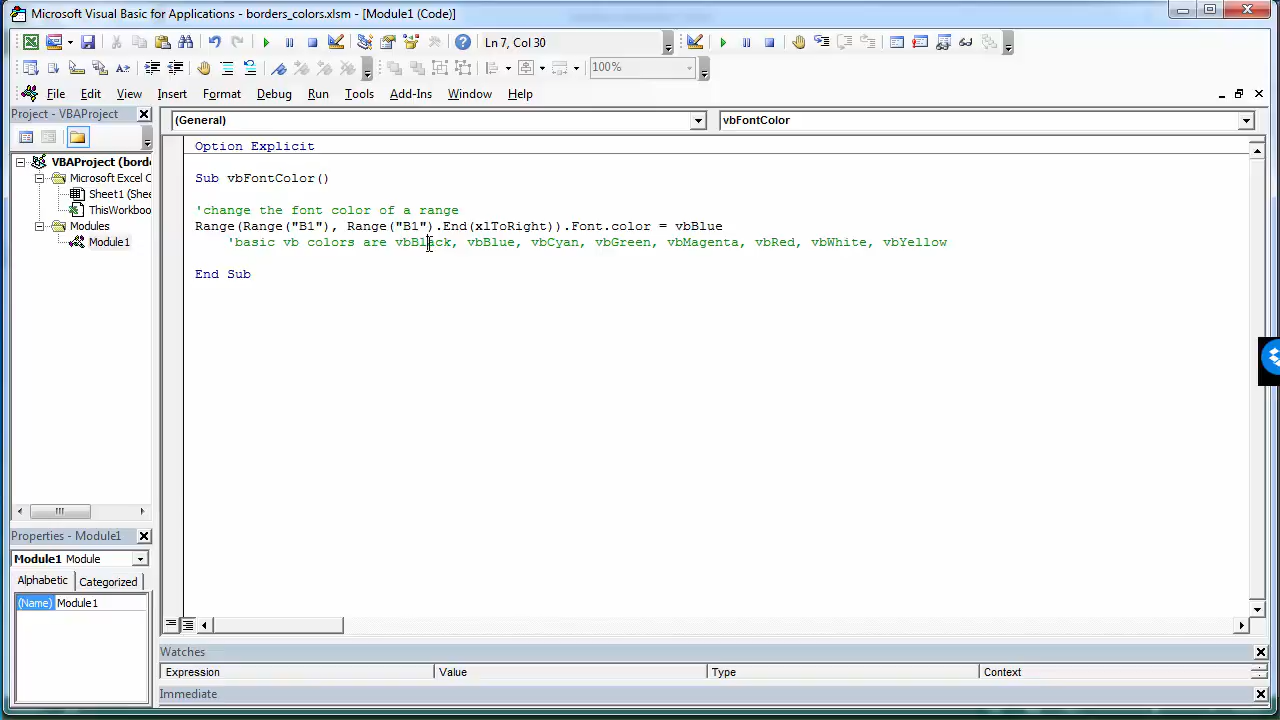 Microsoft Visual Basic for Applications - borders_colors.xlsm - [Module1 (Code)]
Ln 7, Col 30
100%
File Edit View Insert Format Debug Run Tools Add-Ins Window Help
Project - VBAProject
(General)
vbFontColor
VBAProject (borde
Microsoft Excel O
Sheet1 (Shee
ThisWorkboo
Modules
Module1
Option Explicit
Sub vbFontColor()
'change the font color of a range
Range(Range("B1"), Range("B1").End(xlToRight)).Font.color = vbBlue
'basic vb colors are vbBlack, vbBlue, vbCyan, vbGreen, vbMagenta, vbRed, vbWhite, vbYellow
End Sub
Properties - Module1
Module1 Module
Alphabetic Categorized
(Name) Module1
Watches
Expression Value Type Context
Immediate